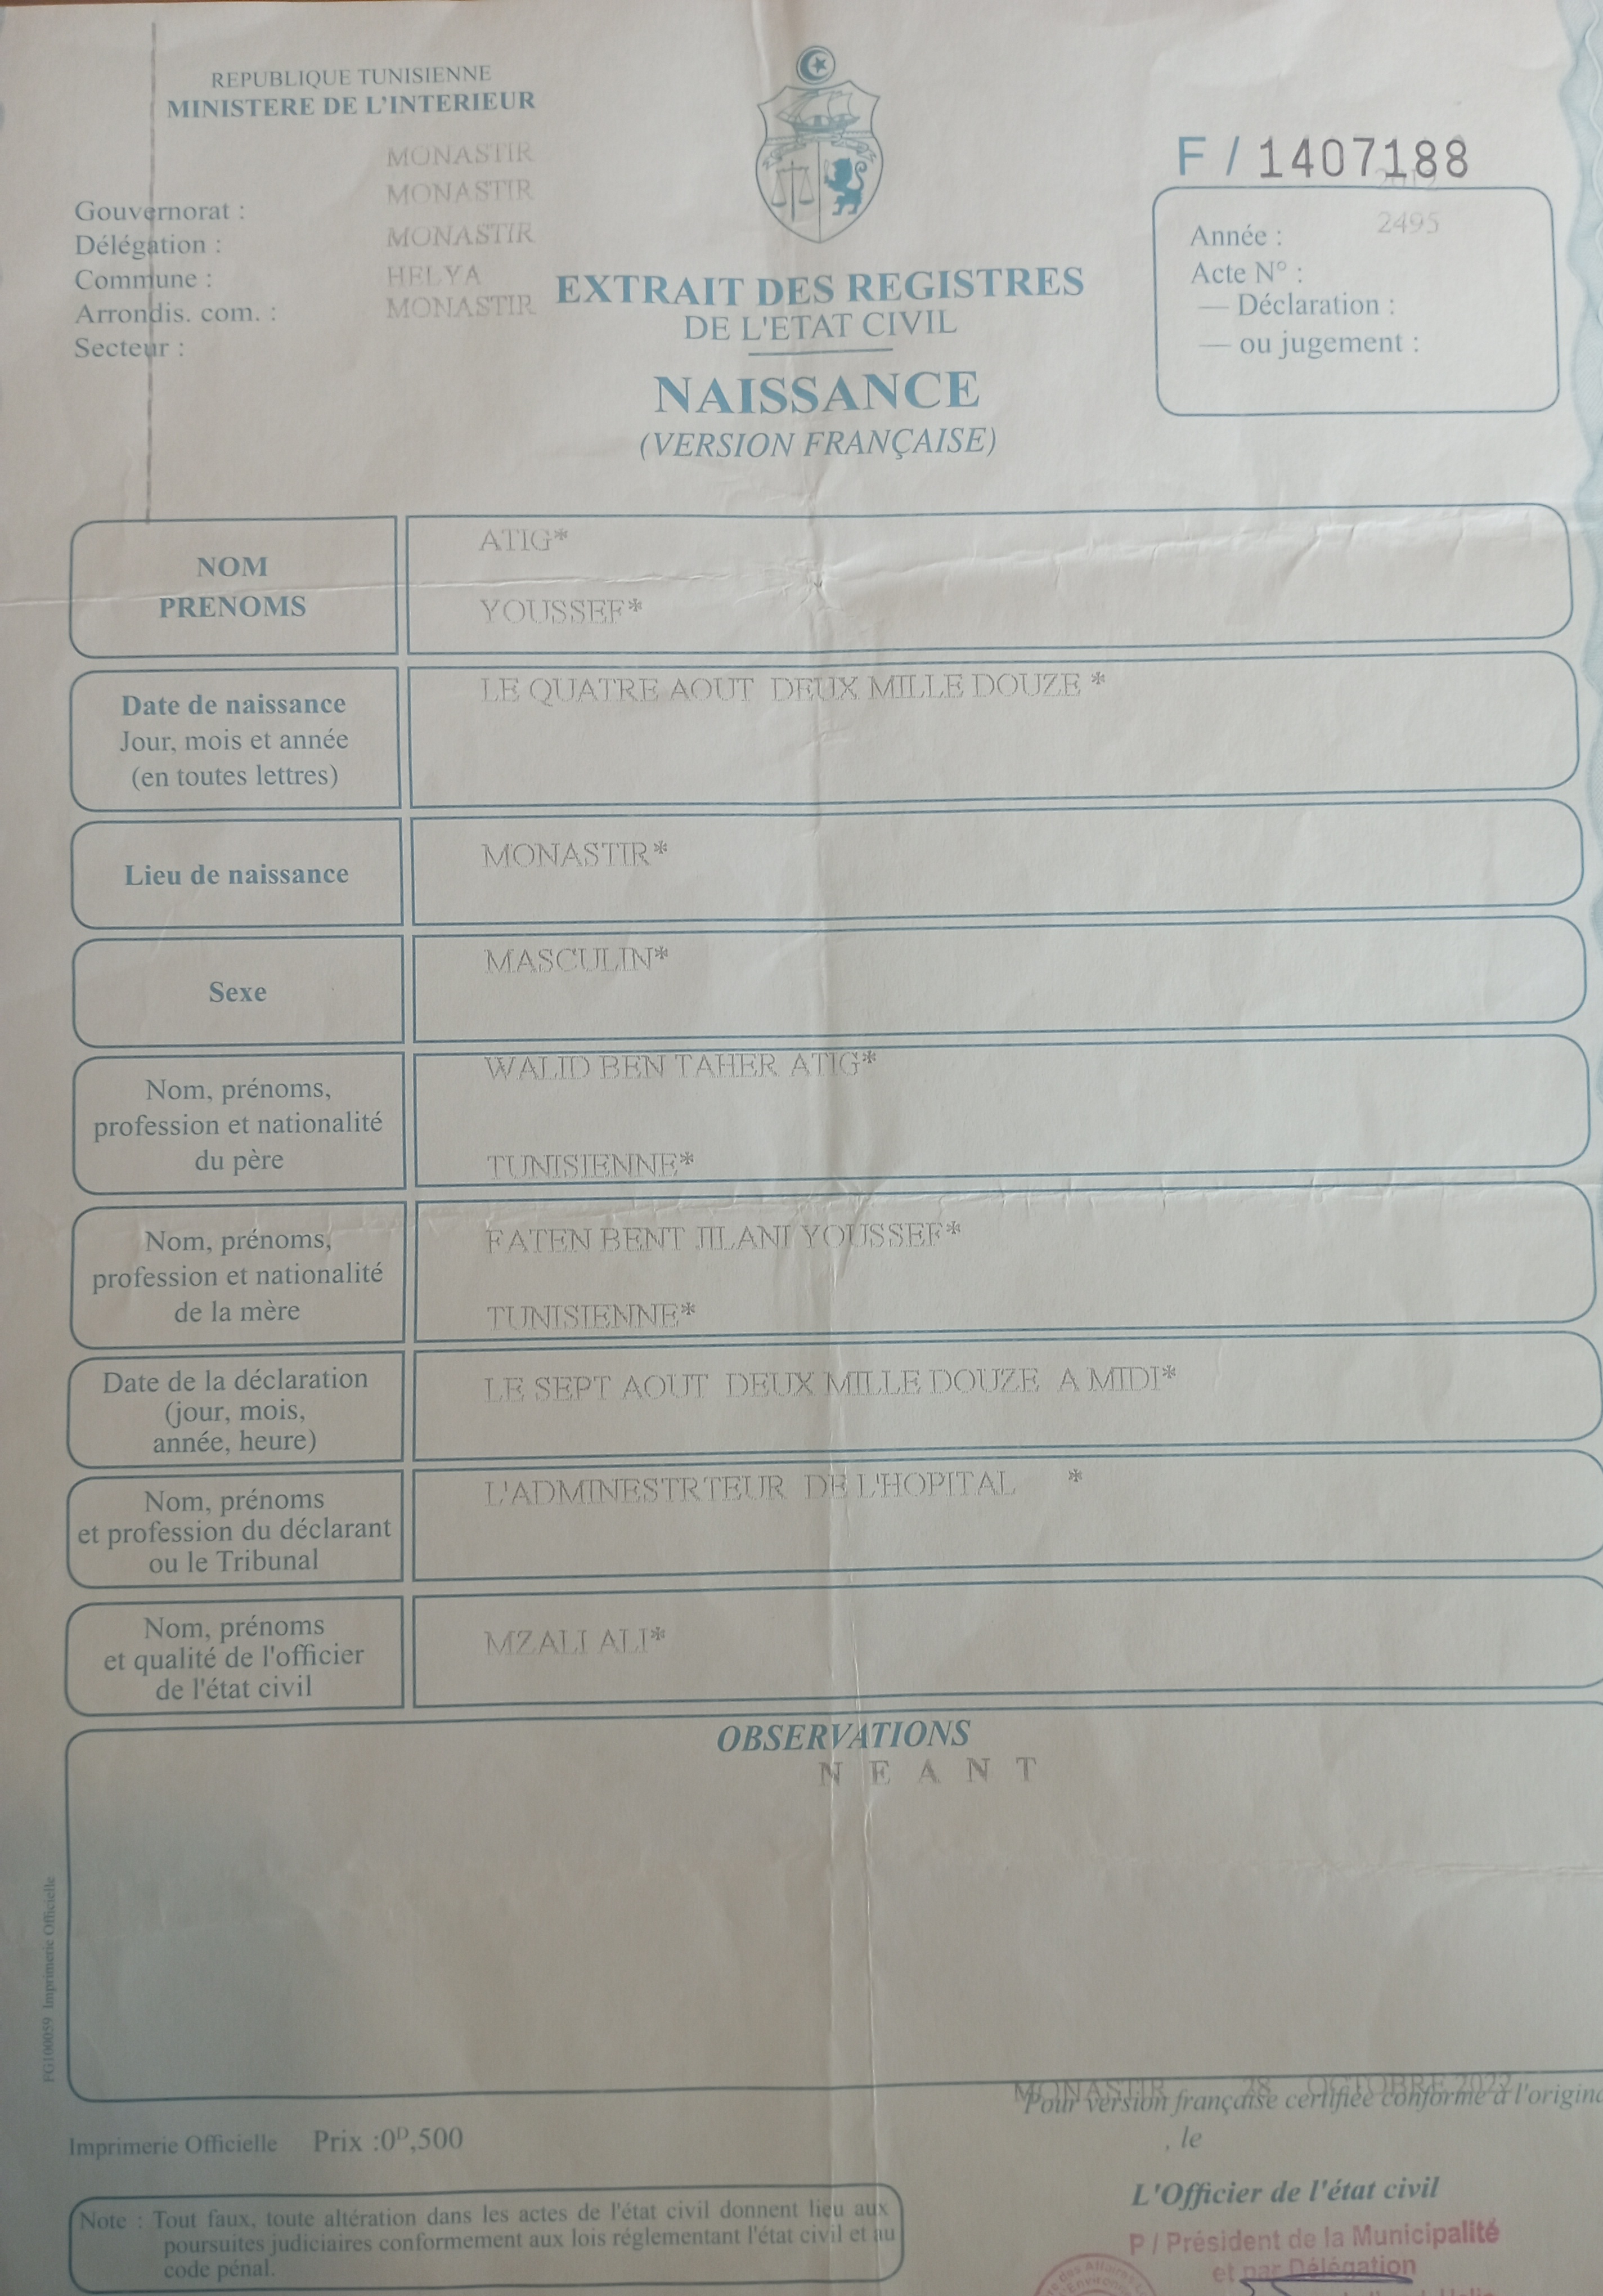 REPUBLIQUE TUNISIENNE
MINISTERE DE L'INTERIEUR
MONASTIR
MONASTIR
Gouvernorat :
Délégation :
MONASTIR
Commune :
HELYA
Arrondis. com. :
MONASTIR
Secteur :
EXTRAIT DES REGISTRES
DE L'ETAT CIVIL
NAISSANCE
(VERSION FRANÇAISE)
F / 1407188
2012
Année :
2495
Acte N° :
— Déclaration :
— ou jugement :
NOM
PRENOMS
ATIG*
YOUSSEF*
Date de naissance
Jour, mois et année
(en toutes lettres)
LE QUATRE AOUT DEUX MILLE DOUZE *
Lieu de naissance
MONASTIR*
Sexe
MASCULIN*
Nom, prénoms,
profession et nationalité
du père
WALID BEN TAHER ATIG*
TUNISIENNE*
Nom, prénoms,
profession et nationalité
de la mère
FATEN BENT JILANI YOUSSEF*
TUNISIENNE*
Date de la déclaration
(jour, mois,
année, heure)
LE SEPT AOUT DEUX MILLE DOUZE A MIDI*
Nom, prénoms
et profession du déclarant
ou le Tribunal
L'ADMINESTRTEUR DE L'HOPITAL *
Nom, prénoms
et qualité de l'officier
de l'état civil
MZALI ALI*
OBSERVATIONS
N E A N T
FG100059 Imprimerie Officielle
MONASTIR 28 OCTOBRE 2022
Pour version française certifiée conforme à l'origina
, le
Imprimerie Officielle Prix :0D,500
L'Officier de l'état civil
Note : Tout faux, toute altération dans les actes de l'état civil donnent lieu aux
poursuites judiciaires conformement aux lois réglementant l'état civil et au
code pénal.
P / Président de la Municipalité
et par Délégation